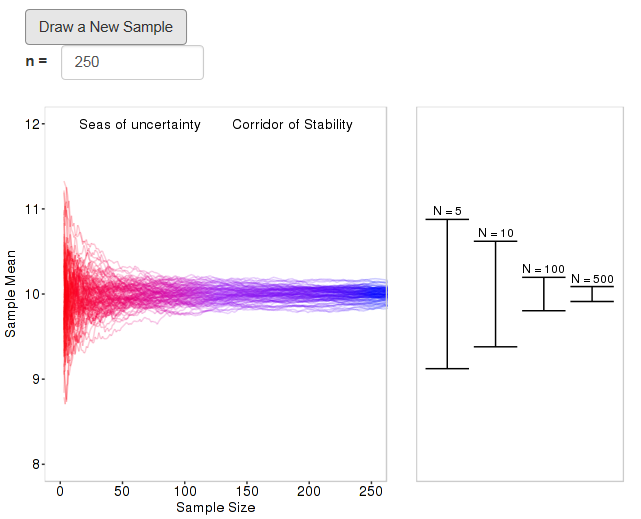 Draw a New Sample
n = 250
Seas of uncertainty Corridor of Stability
12
11
10
9
8
Sample Mean
0 50 100 150 200 250
Sample Size
N = 5
N = 10
N = 100
N = 500